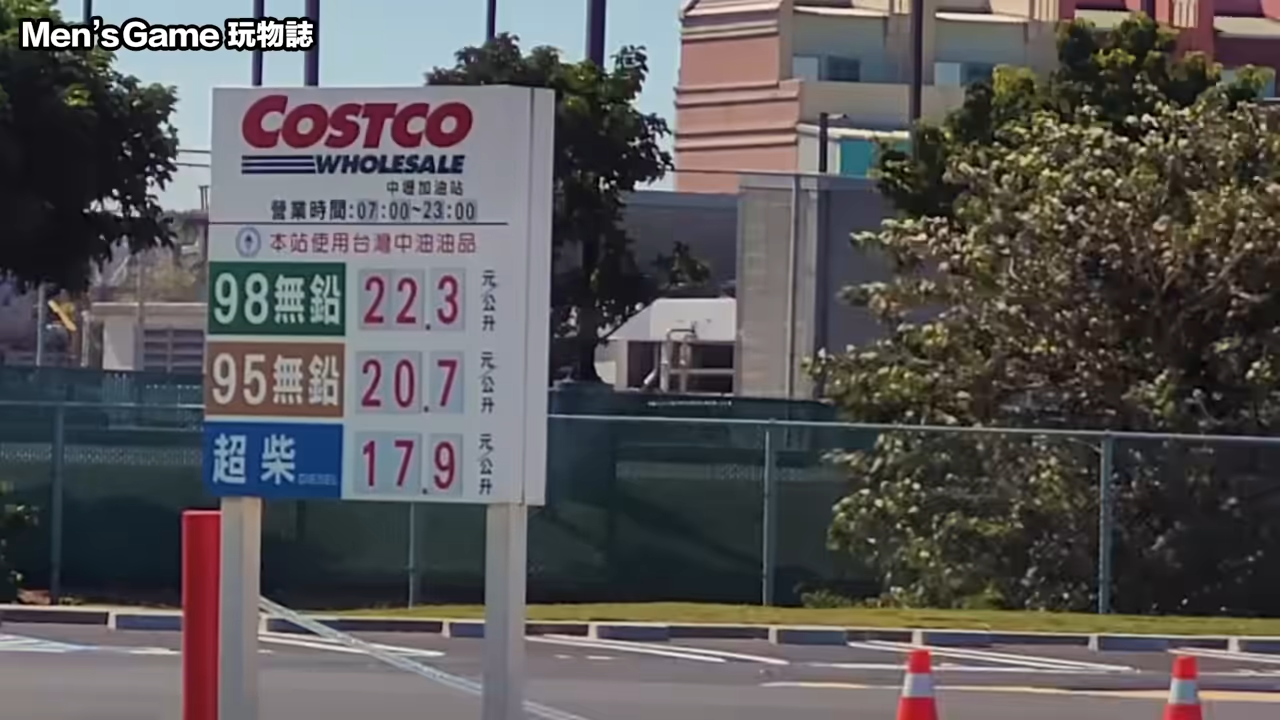 Men'sGame 玩物誌
COSTCO
WHOLESALE
中壢加油站
營業時間:07:00~23:00
本站使用台灣中油油品
98無鉛 22.3 元/公升
95無鉛 20.7 元/公升
超柴 DIESEL 17.9 元/公升